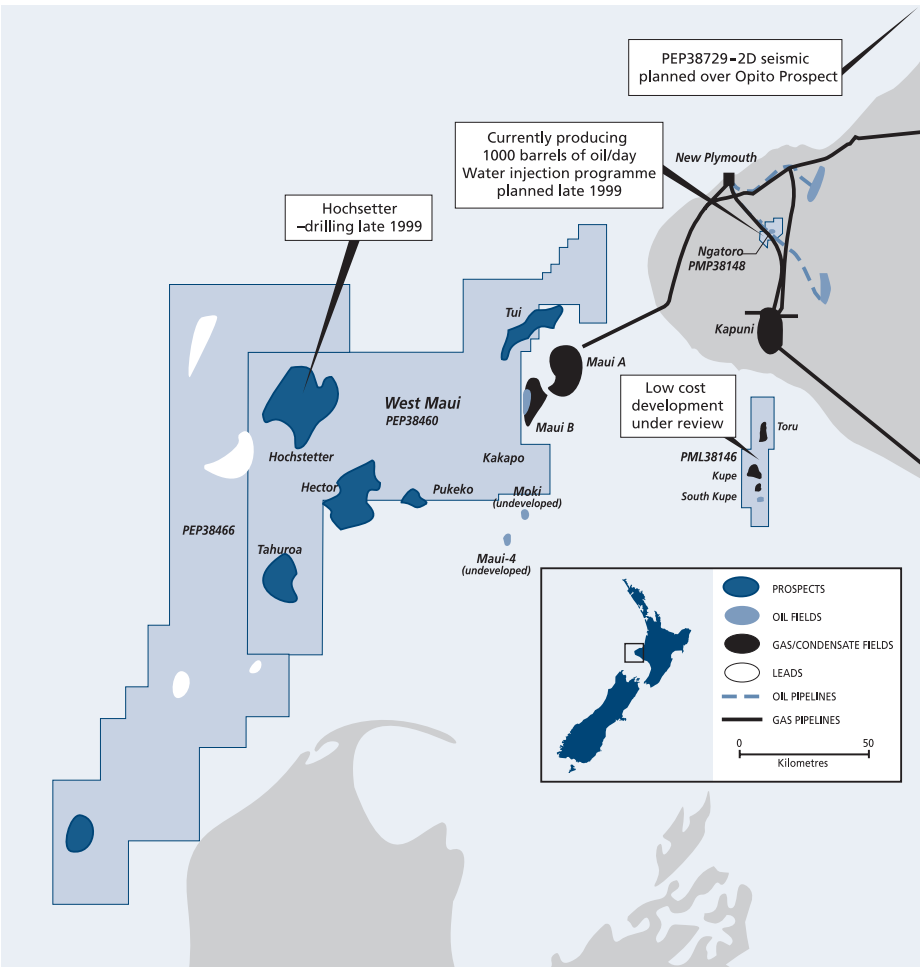 PEP38729–2D seismic
planned over Opito Prospect
Currently producing
1000 barrels of oil/day
Water injection programme
planned late 1999
New Plymouth
Hochsetter
–drilling late 1999
Ngatoro
PMP38148
Tui
Kapuni
Maui A
West Maui
PEP38460
Low cost
development
under review
Maui B
Toru
Hochstetter
Kakapo
PML38146
Kupe
Hector
Pukeko
Moki
(undeveloped)
South Kupe
PEP38466
Tahuroa
Maui-4
(undeveloped)
PROSPECTS
OIL FIELDS
GAS/CONDENSATE FIELDS
LEADS
OIL PIPELINES
GAS PIPELINES
0 50
Kilometres